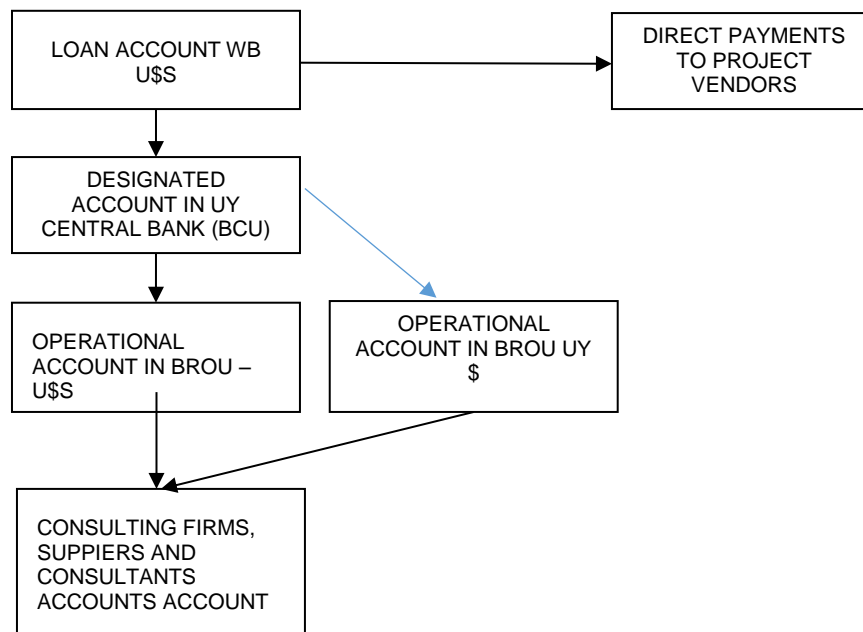 LOAN ACCOUNT WB
U$S
DIRECT PAYMENTS
TO PROJECT
VENDORS
DESIGNATED
ACCOUNT IN UY
CENTRAL BANK (BCU)
OPERATIONAL
ACCOUNT IN BROU –
U$S
OPERATIONAL
ACCOUNT IN BROU UY
$
CONSULTING FIRMS,
SUPPIERS AND
CONSULTANTS
ACCOUNTS ACCOUNT